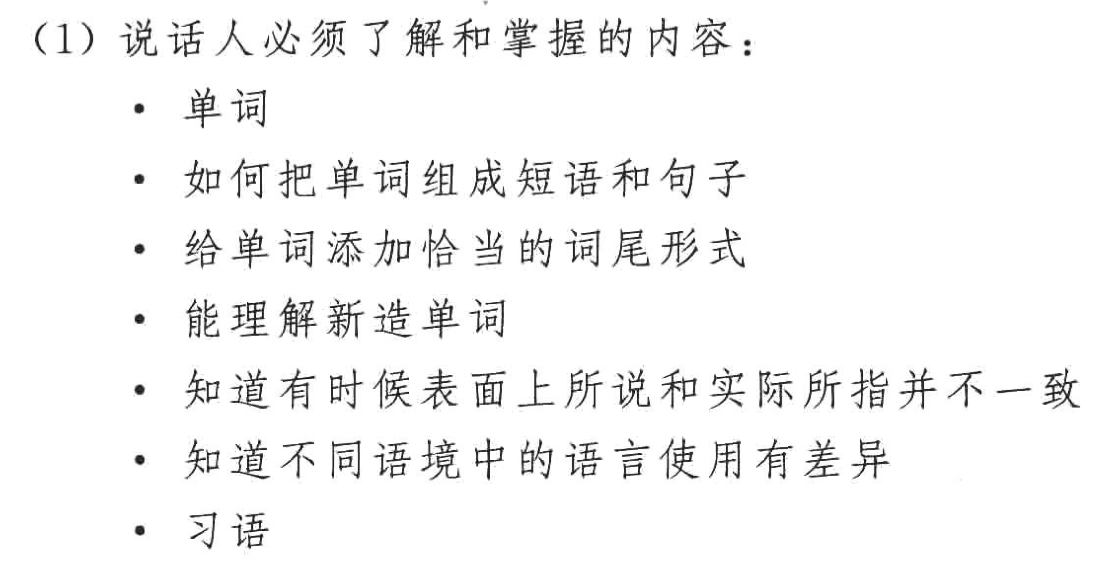 （1）说话人必须了解和掌握的内容：
· 单词
· 如何把单词组成短语和句子
· 给单词添加恰当的词尾形式
· 能理解新造单词
· 知道有时候表面上所说和实际所指并不一致
· 知道不同语境中的语言使用有差异
· 习语